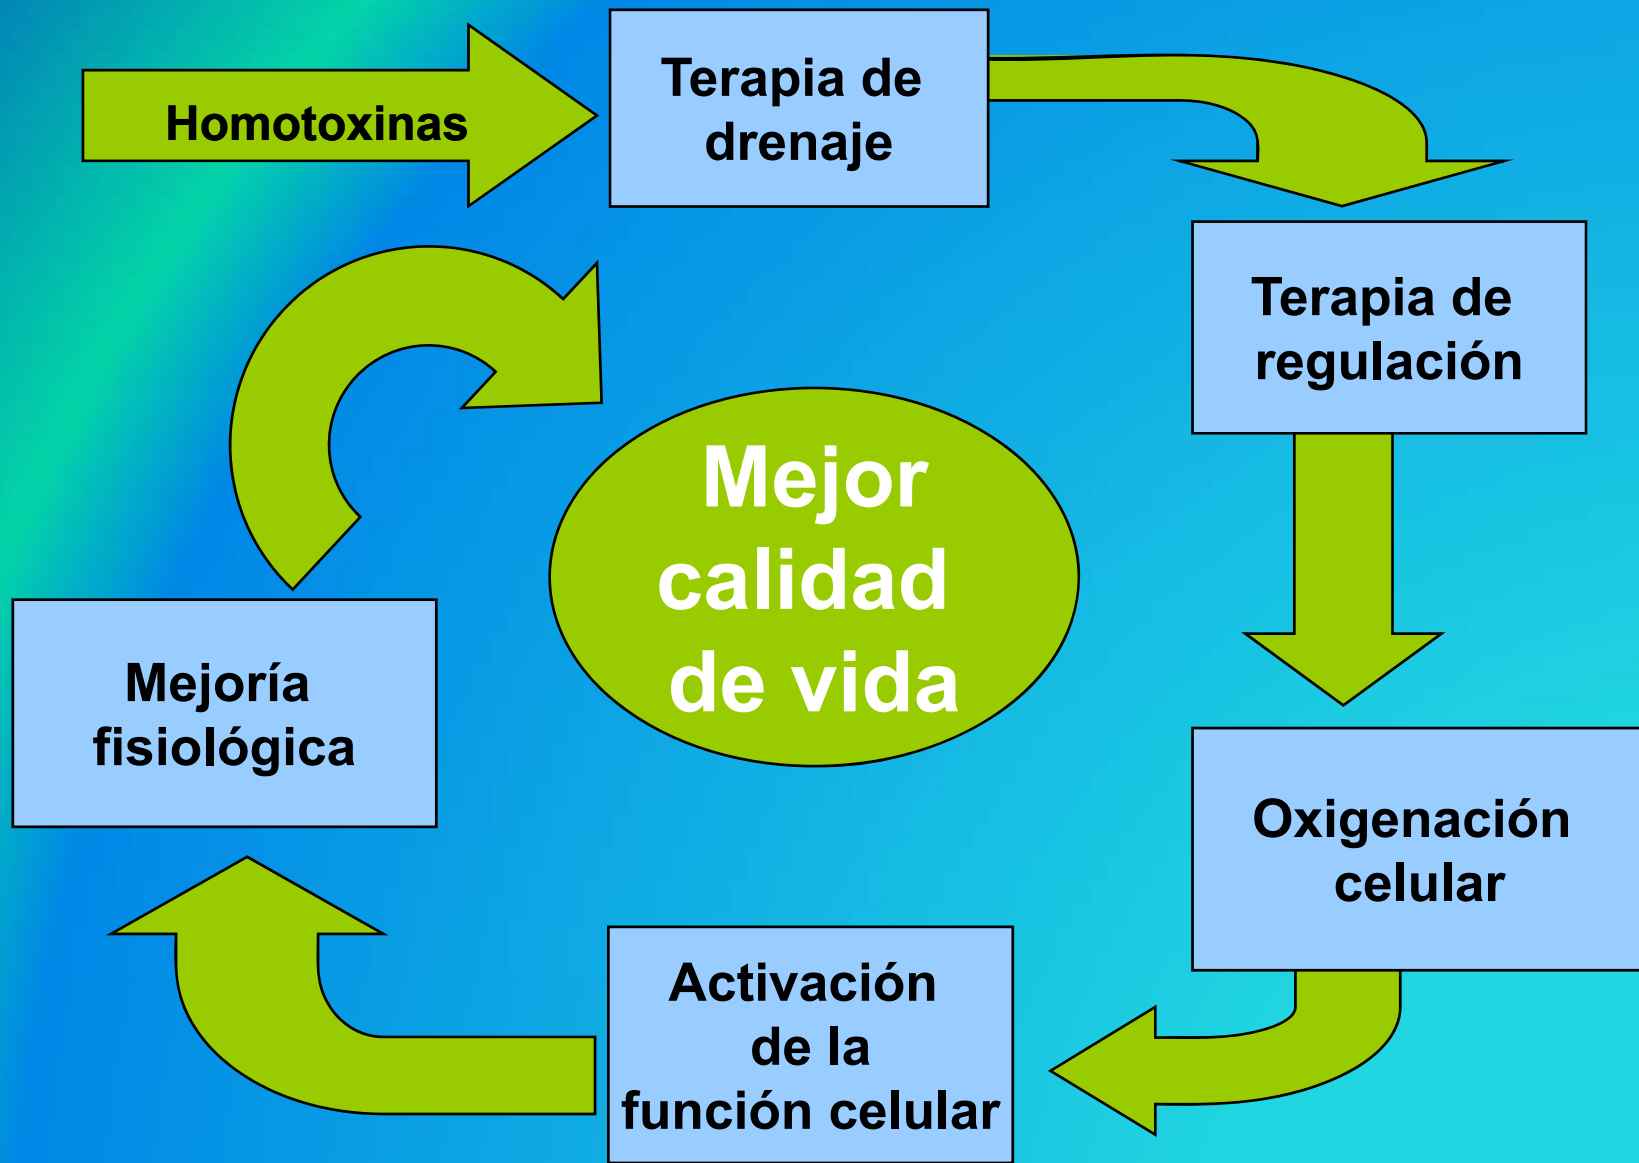 Homotoxinas
Terapia de
drenaje
Terapia de
regulación
Oxigenación
celular
Activación
de la
función celular
Mejoría
fisiológica
Mejor
calidad
de vida